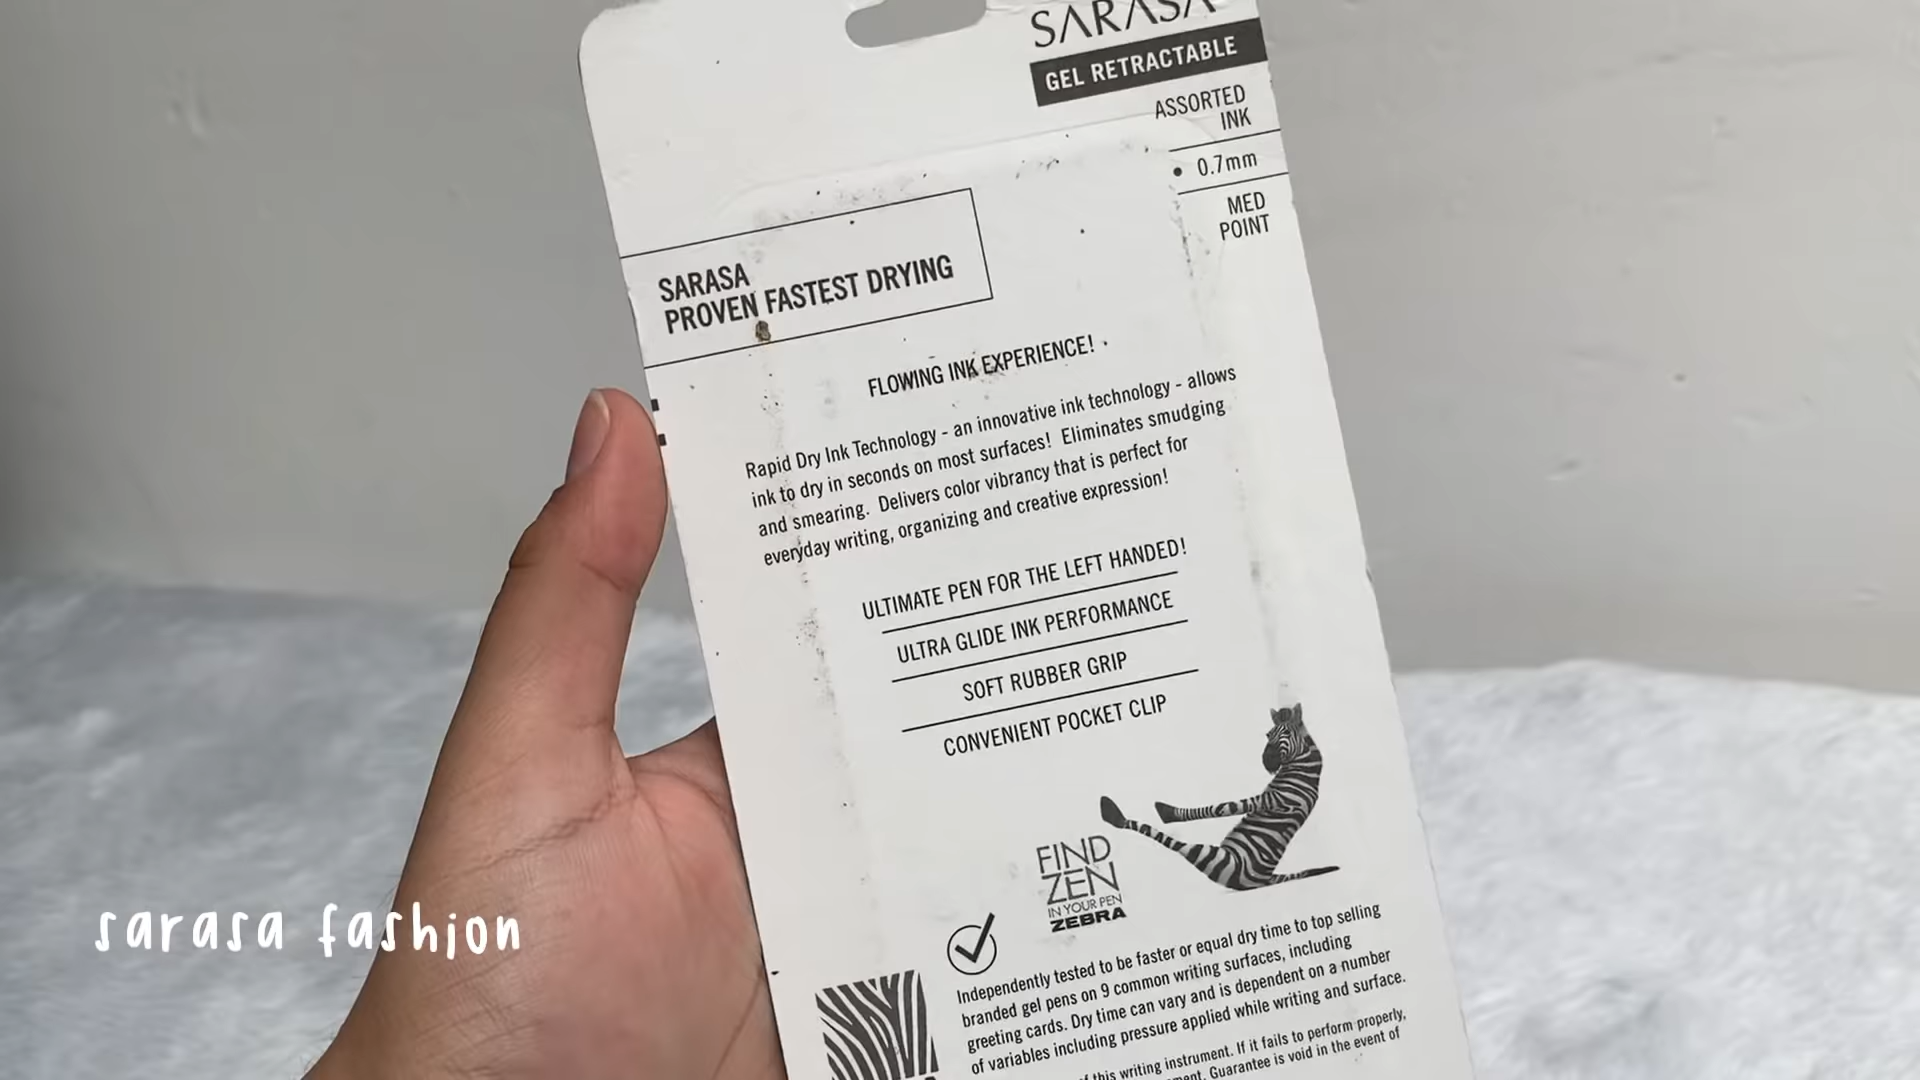 SARASA
GEL RETRACTABLE
ASSORTED
INK
• 0.7mm
MED
POINT
SARASA
PROVEN FASTEST DRYING
FLOWING INK EXPERIENCE!
Rapid Dry Ink Technology - an innovative ink technology - allows
ink to dry in seconds on most surfaces! Eliminates smudging
and smearing. Delivers color vibrancy that is perfect for
everyday writing, organizing and creative expression!
ULTIMATE PEN FOR THE LEFT HANDED!
ULTRA GLIDE INK PERFORMANCE
SOFT RUBBER GRIP
CONVENIENT POCKET CLIP
FIND
ZEN
IN YOUR PEN
ZEBRA
Independently tested to be faster or equal dry time to top selling
branded gel pens on 9 common writing surfaces, including
greeting cards. Dry time can vary and is dependent on a number
of variables including pressure applied while writing and surface.
of this writing instrument. If it fails to perform properly,
Guarantee is void in the event of
sarasa fashion